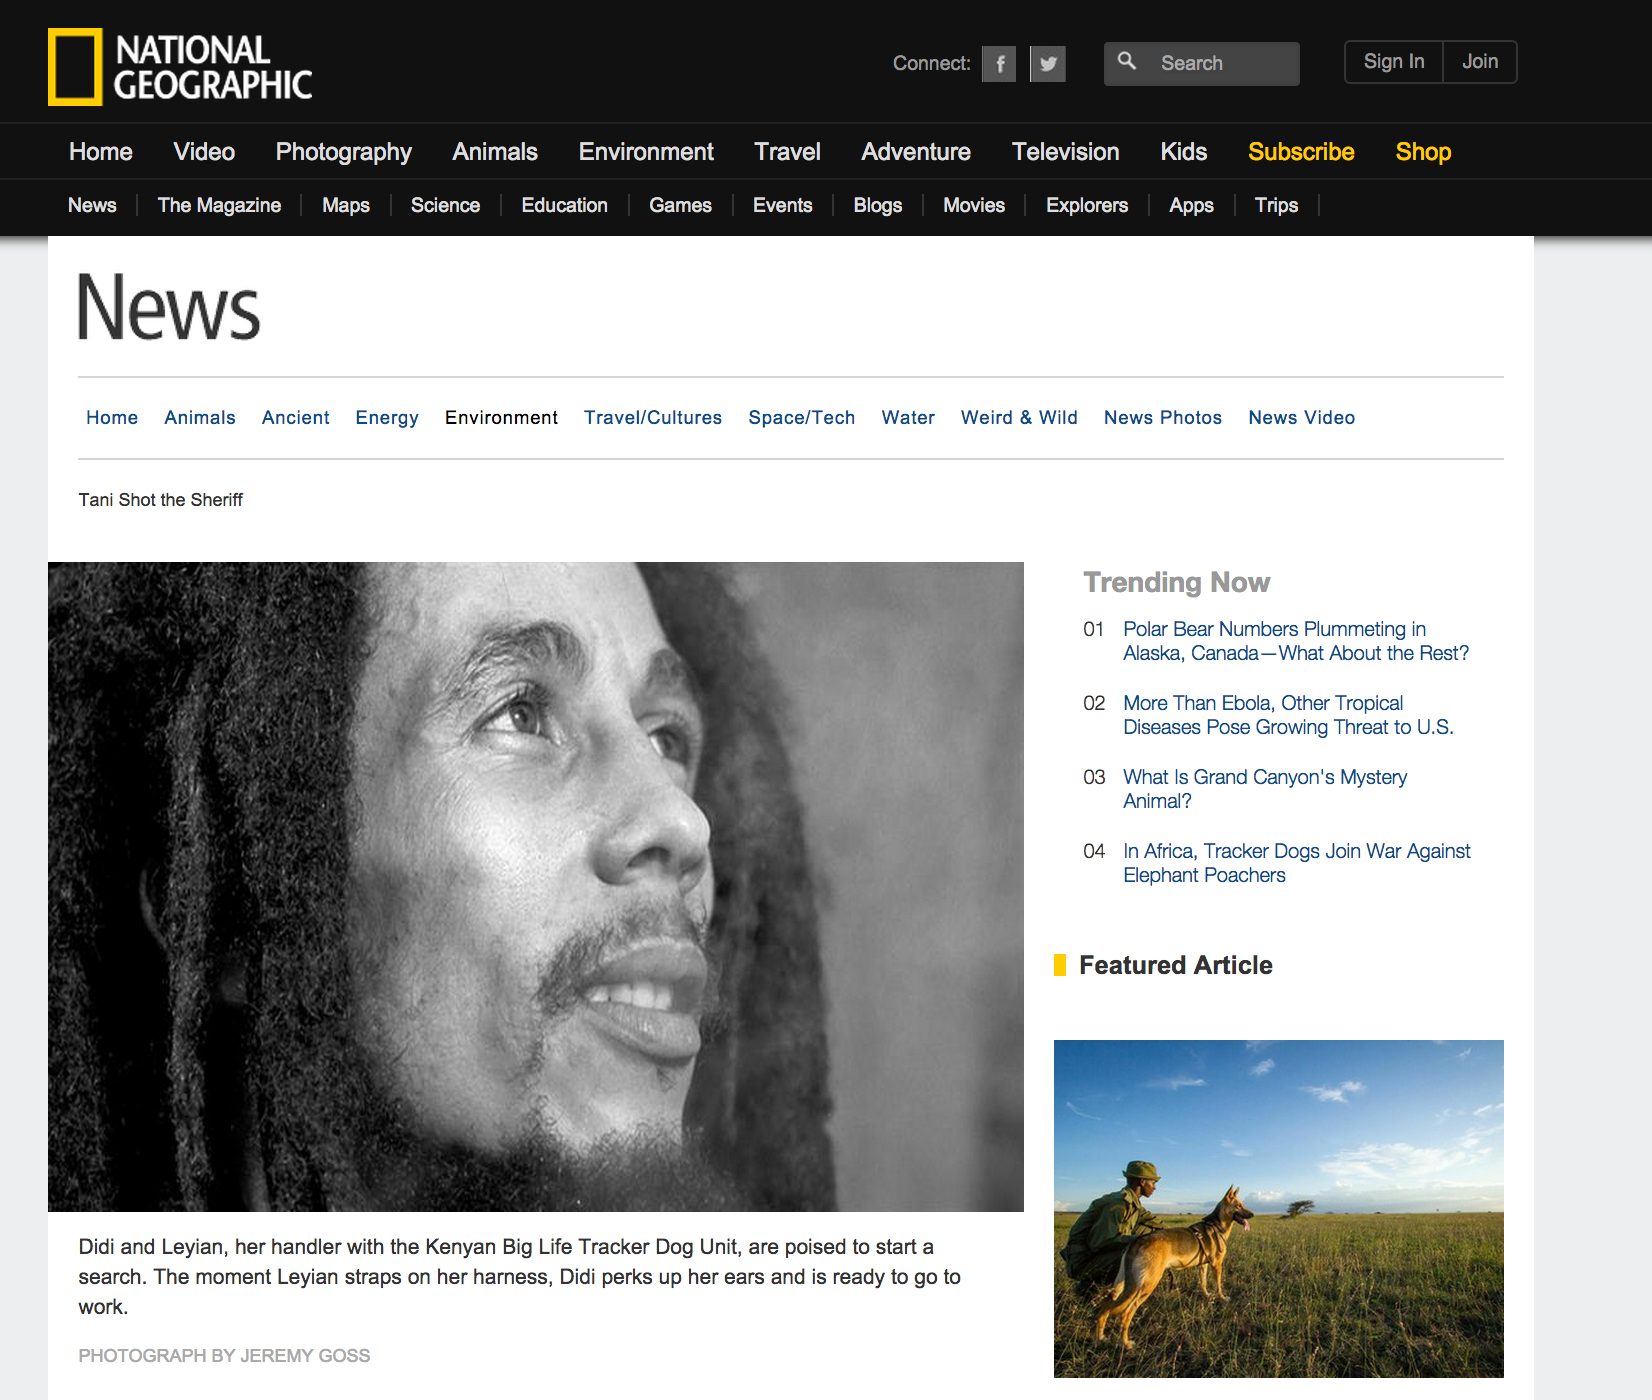 NATIONAL
GEOGRAPHIC
Connect:
Search
Sign In
Join
Home Video Photography Animals Environment Travel Adventure Television Kids Subscribe Shop
News The Magazine Maps Science Education Games Events Blogs Movies Explorers Apps Trips
News
Home Animals Ancient Energy Environment Travel/Cultures Space/Tech Water Weird & Wild News Photos News Video
Tani Shot the Sheriff
Didi and Leyian, her handler with the Kenyan Big Life Tracker Dog Unit, are poised to start a
search. The moment Leyian straps on her harness, Didi perks up her ears and is ready to go to
work.
PHOTOGRAPH BY JEREMY GOSS
Trending Now
01 Polar Bear Numbers Plummeting in
Alaska, Canada—What About the Rest?
02 More Than Ebola, Other Tropical
Diseases Pose Growing Threat to U.S.
03 What Is Grand Canyon's Mystery
Animal?
04 In Africa, Tracker Dogs Join War Against
Elephant Poachers
Featured Article